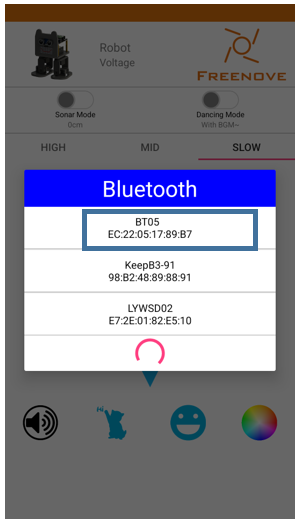 Robot
Voltage
FREENOVE
Sonar Mode
0cm
Dancing Mode
With BGM~
HIGH
MID
SLOW
Bluetooth
BT05
EC:22:05:17:89:B7
KeepB3-91
98:B2:48:89:88:91
LYWSD02
E7:2E:01:82:E5:10
Hi